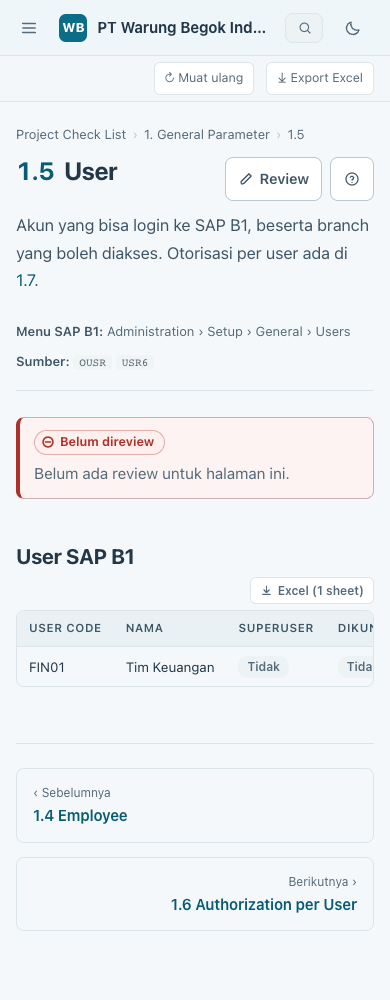 WB PT Warung Begok Ind...
Muat ulang
Export Excel
Project Check List › 1. General Parameter › 1.5
1.5 User
Review
Akun yang bisa login ke SAP B1, beserta branch
yang boleh diakses. Otorisasi per user ada di
1.7.
Menu SAP B1: Administration › Setup › General › Users
Sumber: OUSR USR6
Belum direview
Belum ada review untuk halaman ini.
User SAP B1
Excel (1 sheet)
USER CODE NAMA SUPERUSER DIKUN
FIN01 Tim Keuangan Tidak Tida
‹ Sebelumnya
1.4 Employee
Berikutnya ›
1.6 Authorization per User